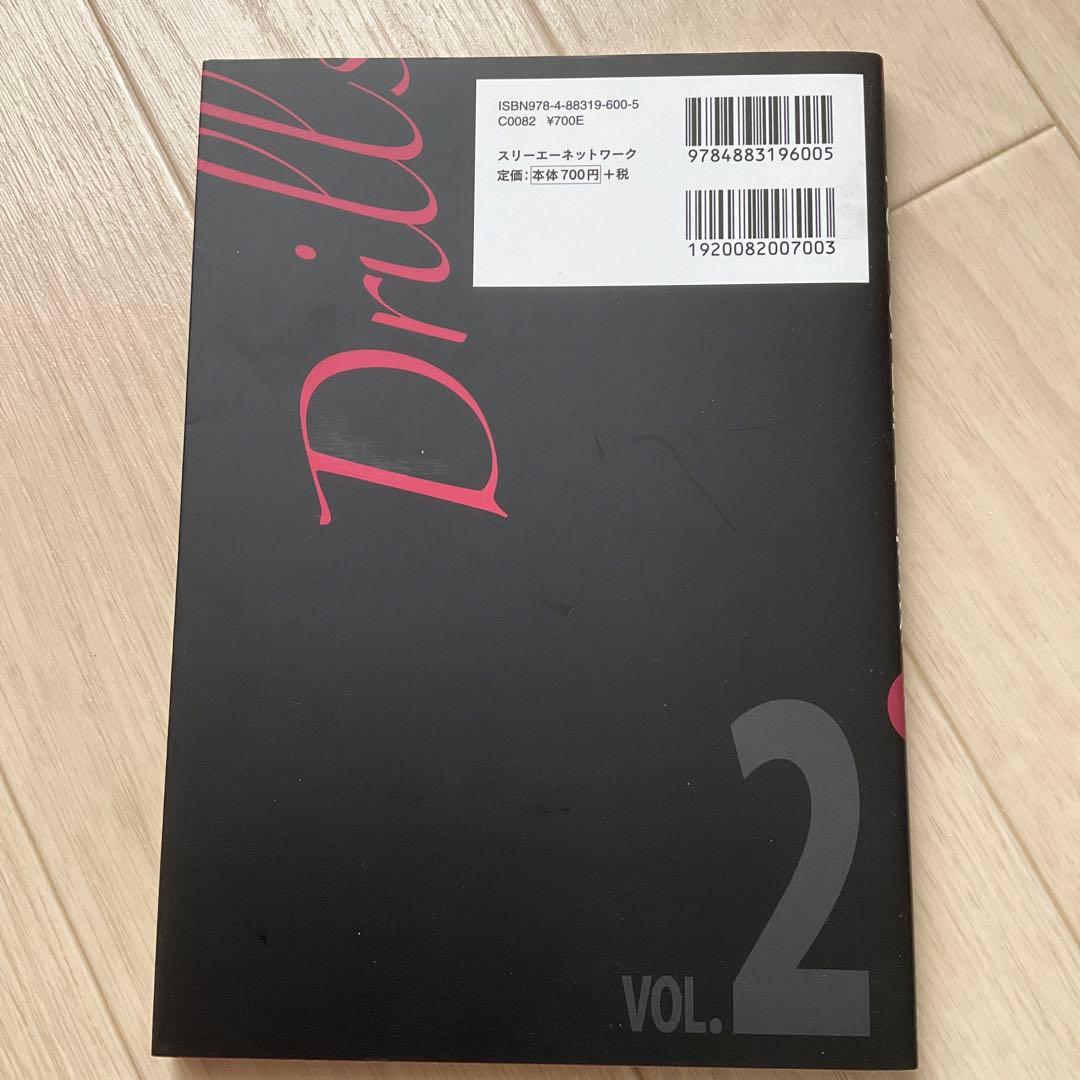 Drills
ISBN978-4-88319-600-5
C0082 ¥700E
スリーエーネットワーク
定価：本体700円＋税
9784883196005
1920082007003
VOL.2